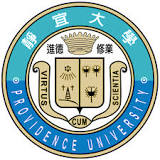 靜宜大學
進德修業
VIRTUS CUM SCIENTIA
PROVIDENCE UNIVERSITY